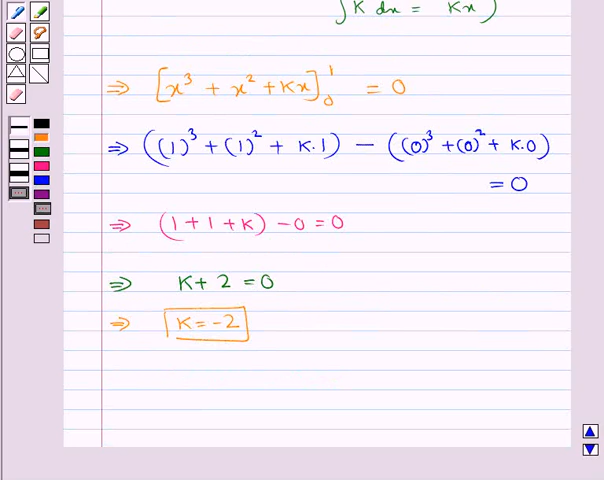 ∫K dx = Kx )
⇒ [x³ + x² + Kx]₀¹ = 0
⇒ ((1)³ + (1)² + K.1) − ((0)³ + (0)² + K.0)
= 0
⇒ (1 + 1 + K) − 0 = 0
⇒ K + 2 = 0
⇒ K = −2